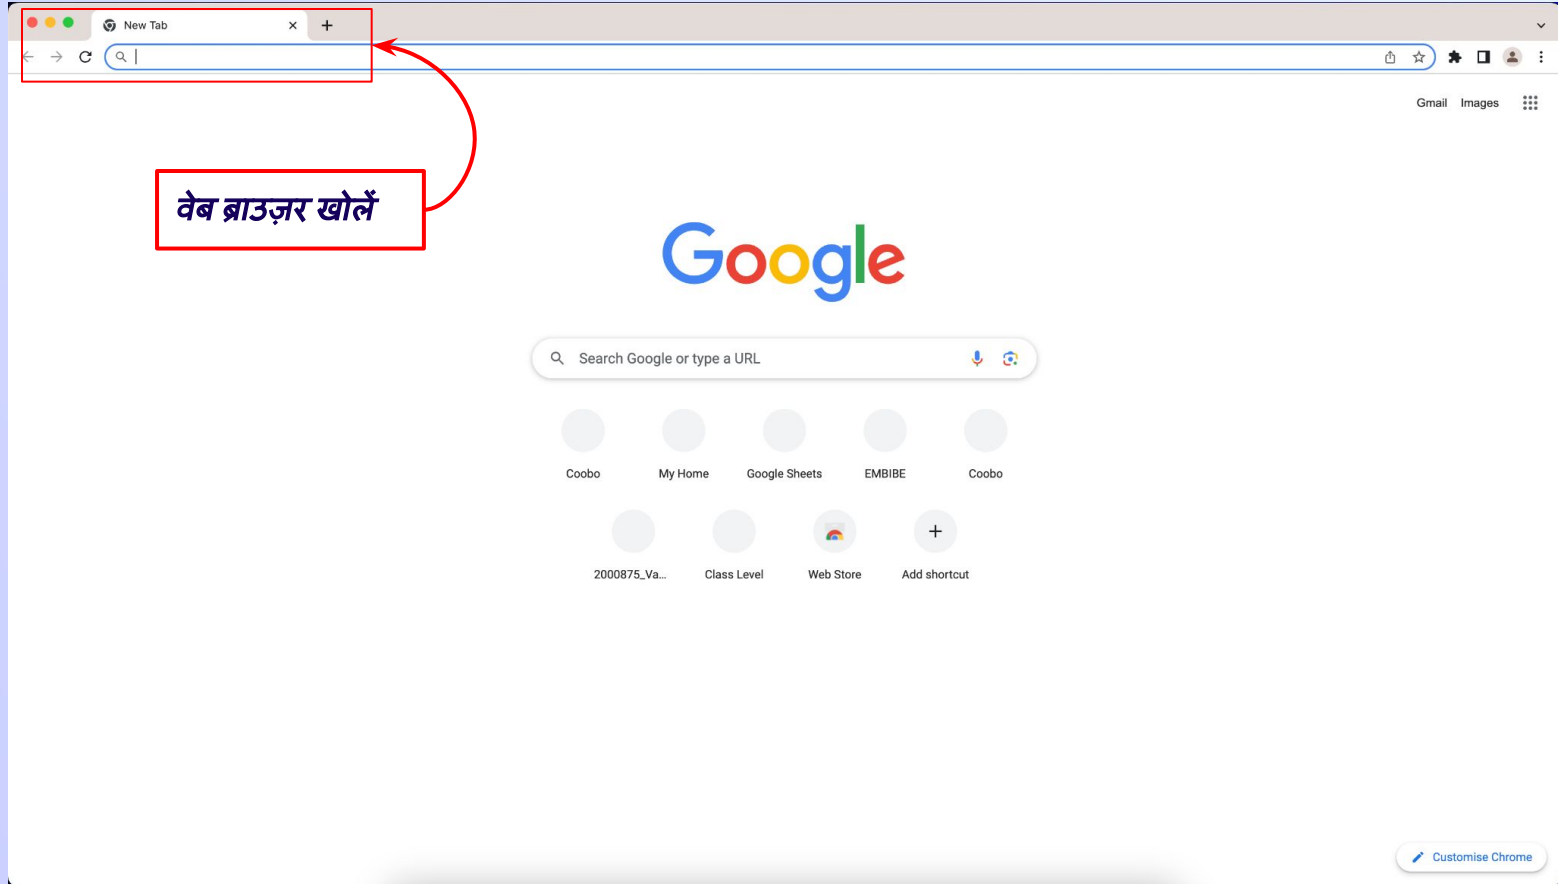 New Tab
Gmail Images
वेब ब्राउज़र खोलें
Google
Search Google or type a URL
Coobo My Home Google Sheets EMBIBE Coobo
2000875_Va... Class Level Web Store Add shortcut
Customise Chrome